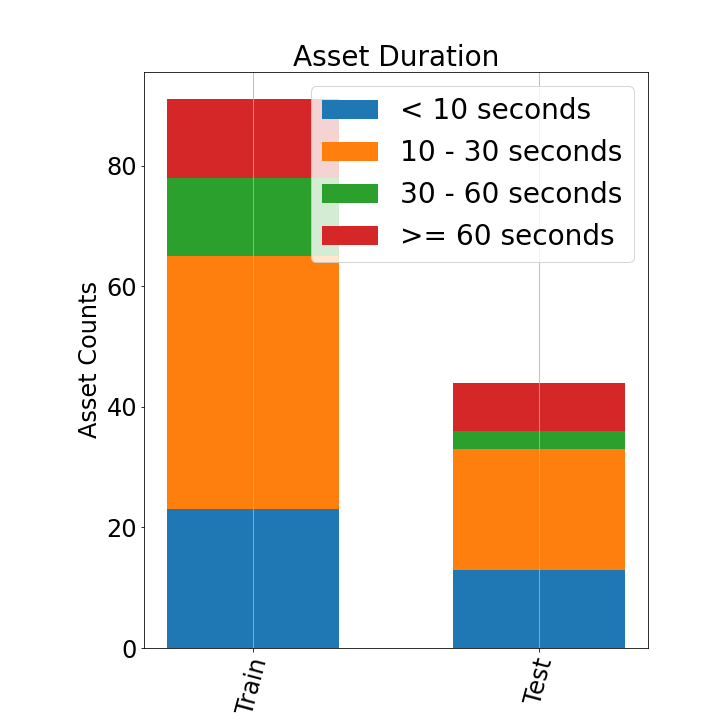 Asset Duration
< 10 seconds
10 - 30 seconds
30 - 60 seconds
>= 60 seconds
Asset Counts
80
60
40
20
0
Train
Test